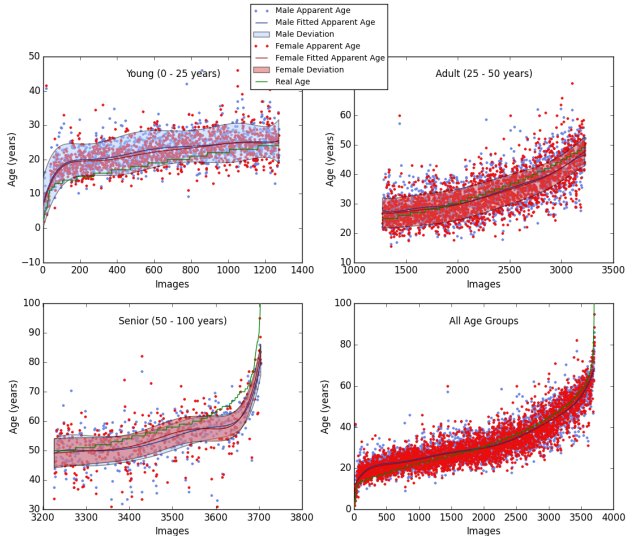 Male Apparent Age
Male Fitted Apparent Age
Male Deviation
Female Apparent Age
Female Fitted Apparent Age
Female Deviation
Real Age
Young (0 - 25 years)
50
40
30
20
10
0
−10
Age (years)
0 200 400 600 800 1000 1200 1400
Images
Adult (25 - 50 years)
60
50
40
30
20
10
Age (years)
1000 1500 2000 2500 3000 3500
Images
Senior (50 - 100 years)
100
90
80
70
60
50
40
30
Age (years)
3200 3300 3400 3500 3600 3700 3800
Images
All Age Groups
100
80
60
40
20
0
Age (years)
0 500 1000 1500 2000 2500 3000 3500 4000
Images